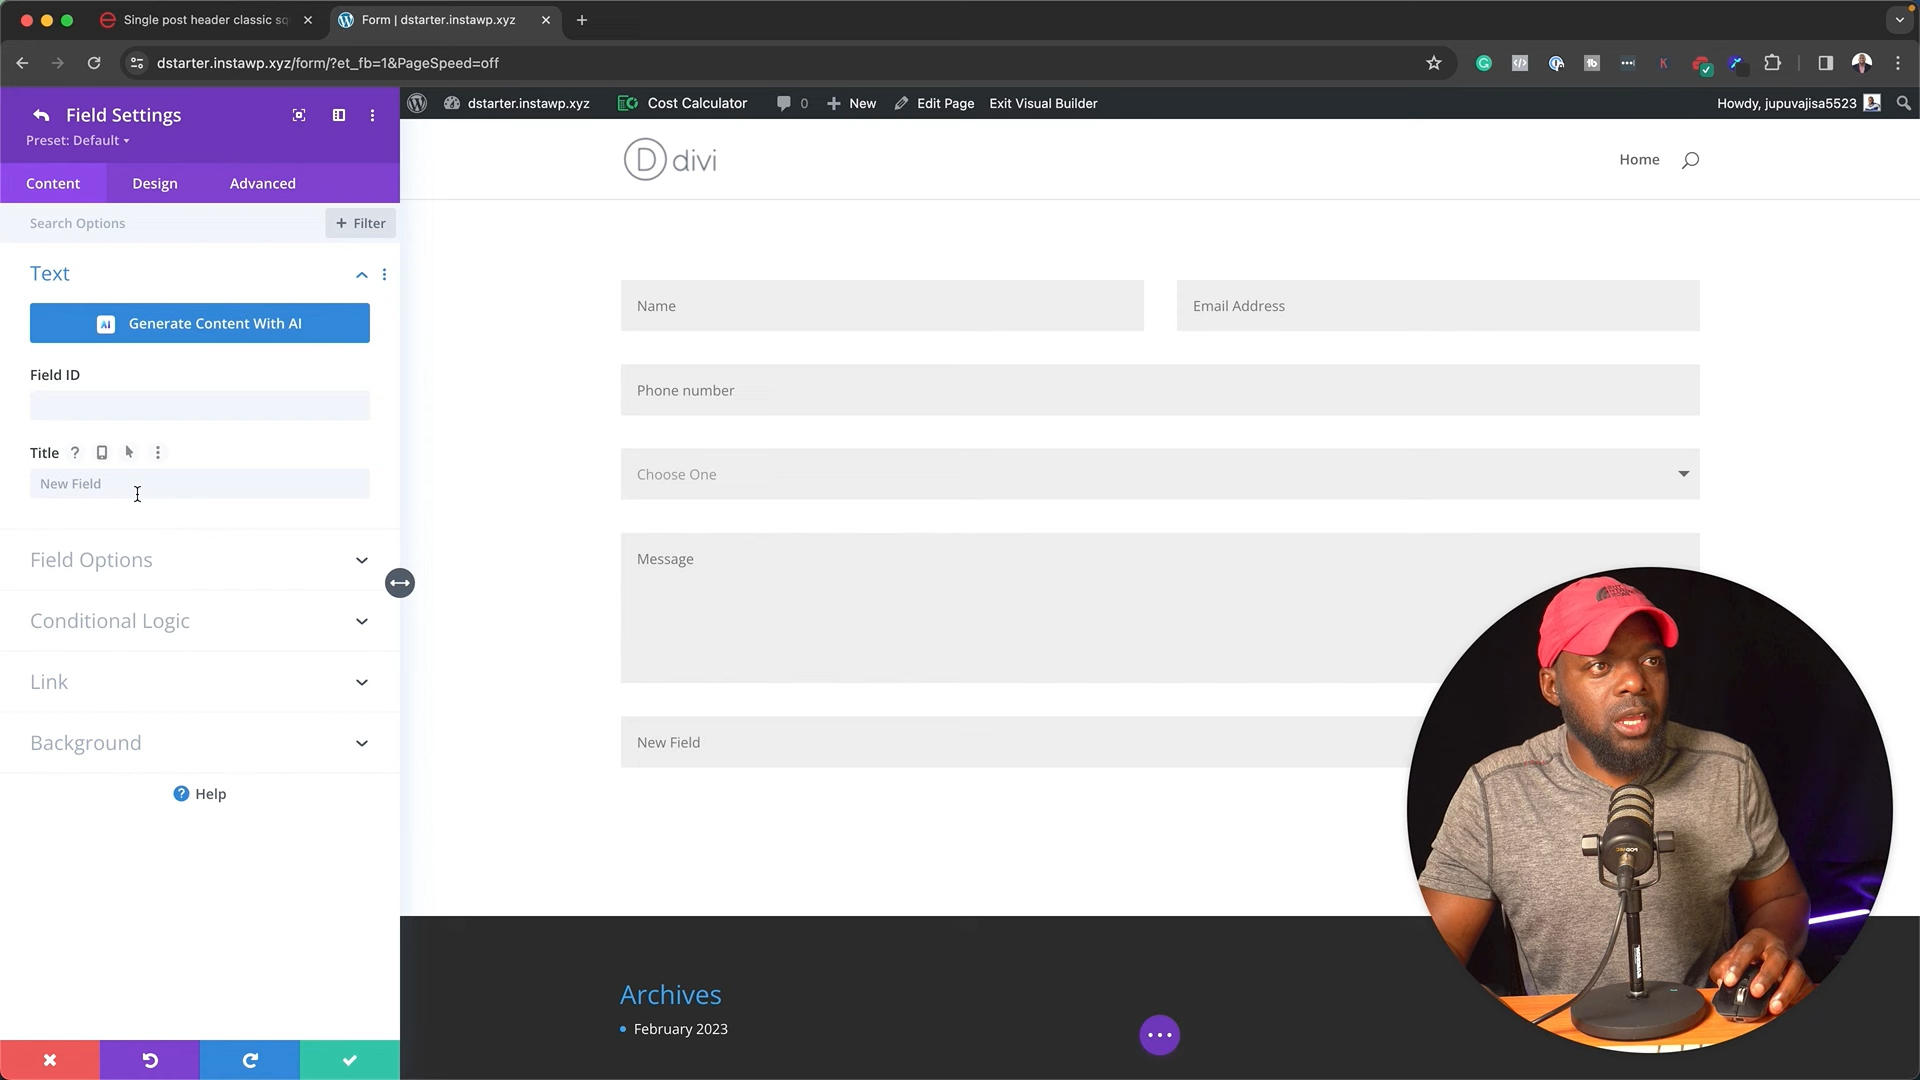 Single post header classic sq
Form | dstarter.instawp.xyz
dstarter.instawp.xyz/form/?et_fb=1&PageSpeed=off
Field Settings
Preset: Default
dstarter.instawp.xyz
Cost Calculator
0
New
Edit Page
Exit Visual Builder
Howdy, jupuvajisa5523
Content
Design
Advanced
D divi
Home
Search Options
+ Filter
Text
AI Generate Content With AI
Field ID
Title ?
New Field
Field Options
Conditional Logic
Link
Background
? Help
Name
Email Address
Phone number
Choose One
Message
New Field
Archives
February 2023